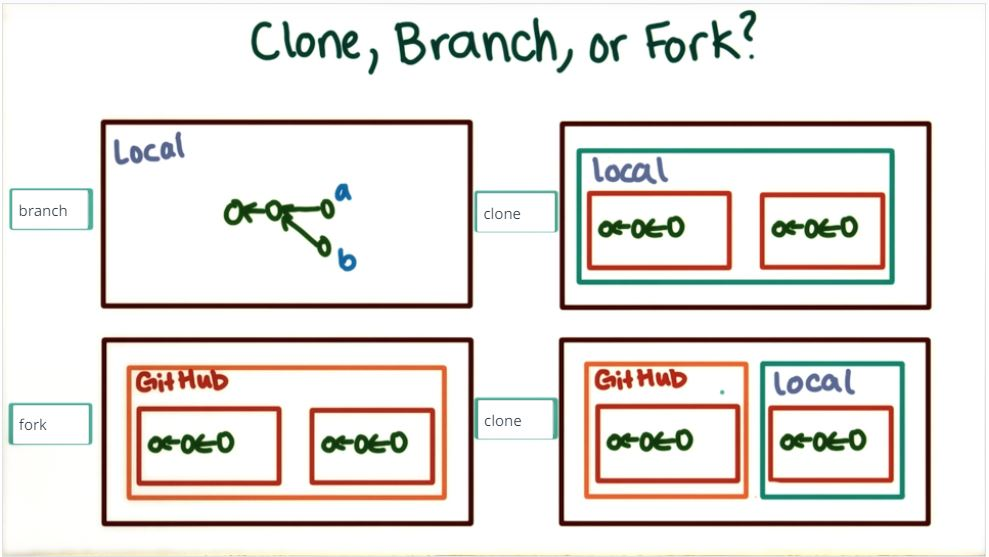 Clone, Branch, or Fork?
branch
Local
a
b
clone
local
fork
GitHub
clone
GitHub
local